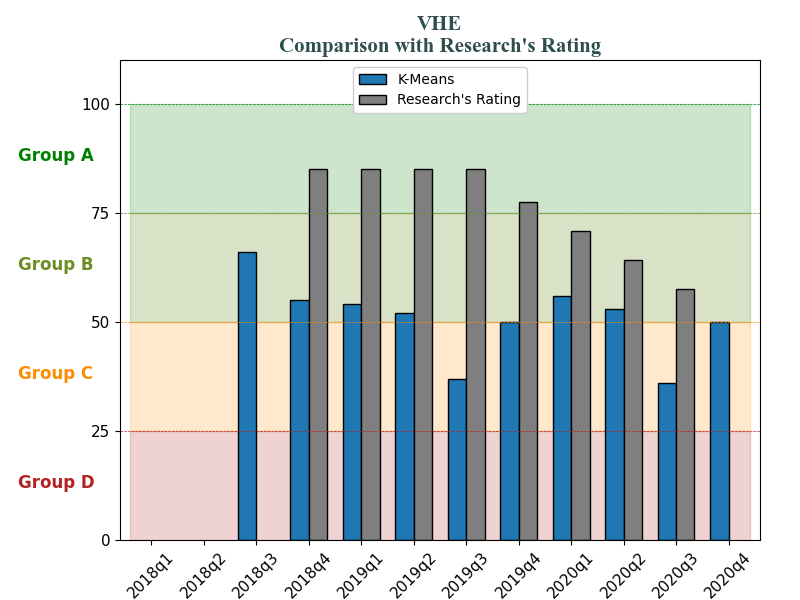 VHE
Comparison with Research's Rating
K-Means
Research's Rating
100
Group A
75
Group B
50
Group C
25
Group D
0
2018q1
2018q2
2018q3
2018q4
2019q1
2019q2
2019q3
2019q4
2020q1
2020q2
2020q3
2020q4